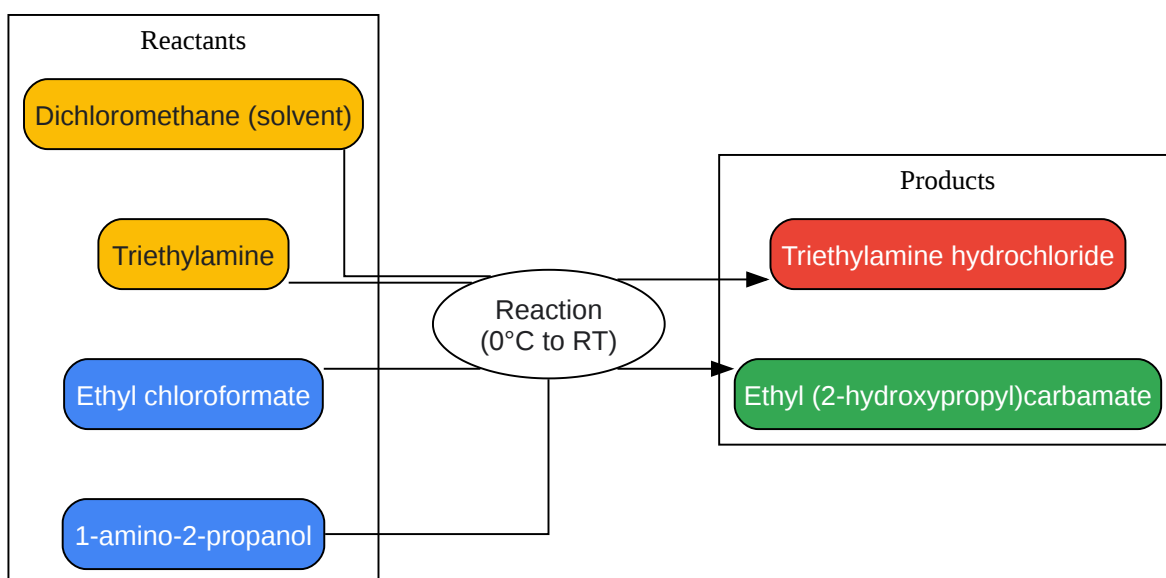 Reactants
Dichloromethane (solvent)
Triethylamine
Ethyl chloroformate
1-amino-2-propanol
Reaction
(0°C to RT)
Products
Triethylamine hydrochloride
Ethyl (2-hydroxypropyl)carbamate